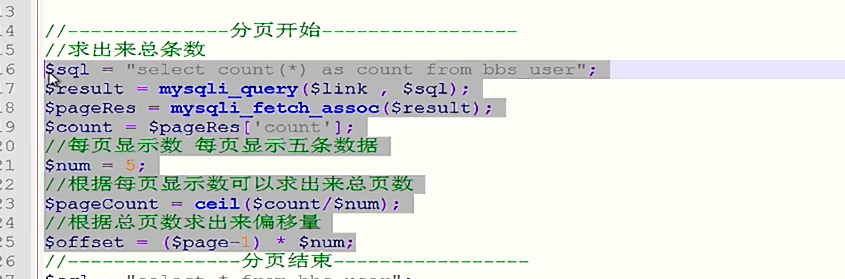 13
14 //--------------分页开始-----------------
15 //求出来总条数
16 $sql = "select count(*) as count from bbs_user";
17 $result = mysqli_query($link , $sql);
18 $pageRes = mysqli_fetch_assoc($result);
19 $count = $pageRes['count'];
20 //每页显示数 每页显示五条数据
21 $num = 5;
22 //根据每页显示数可以求出来总页数
23 $pageCount = ceil($count/$num);
24 //根据总页数求出来偏移量
25 $offset = ($page-1) * $num;
26 //---------------分页结束-----------------
27 $sql = "select * from bbs_user";